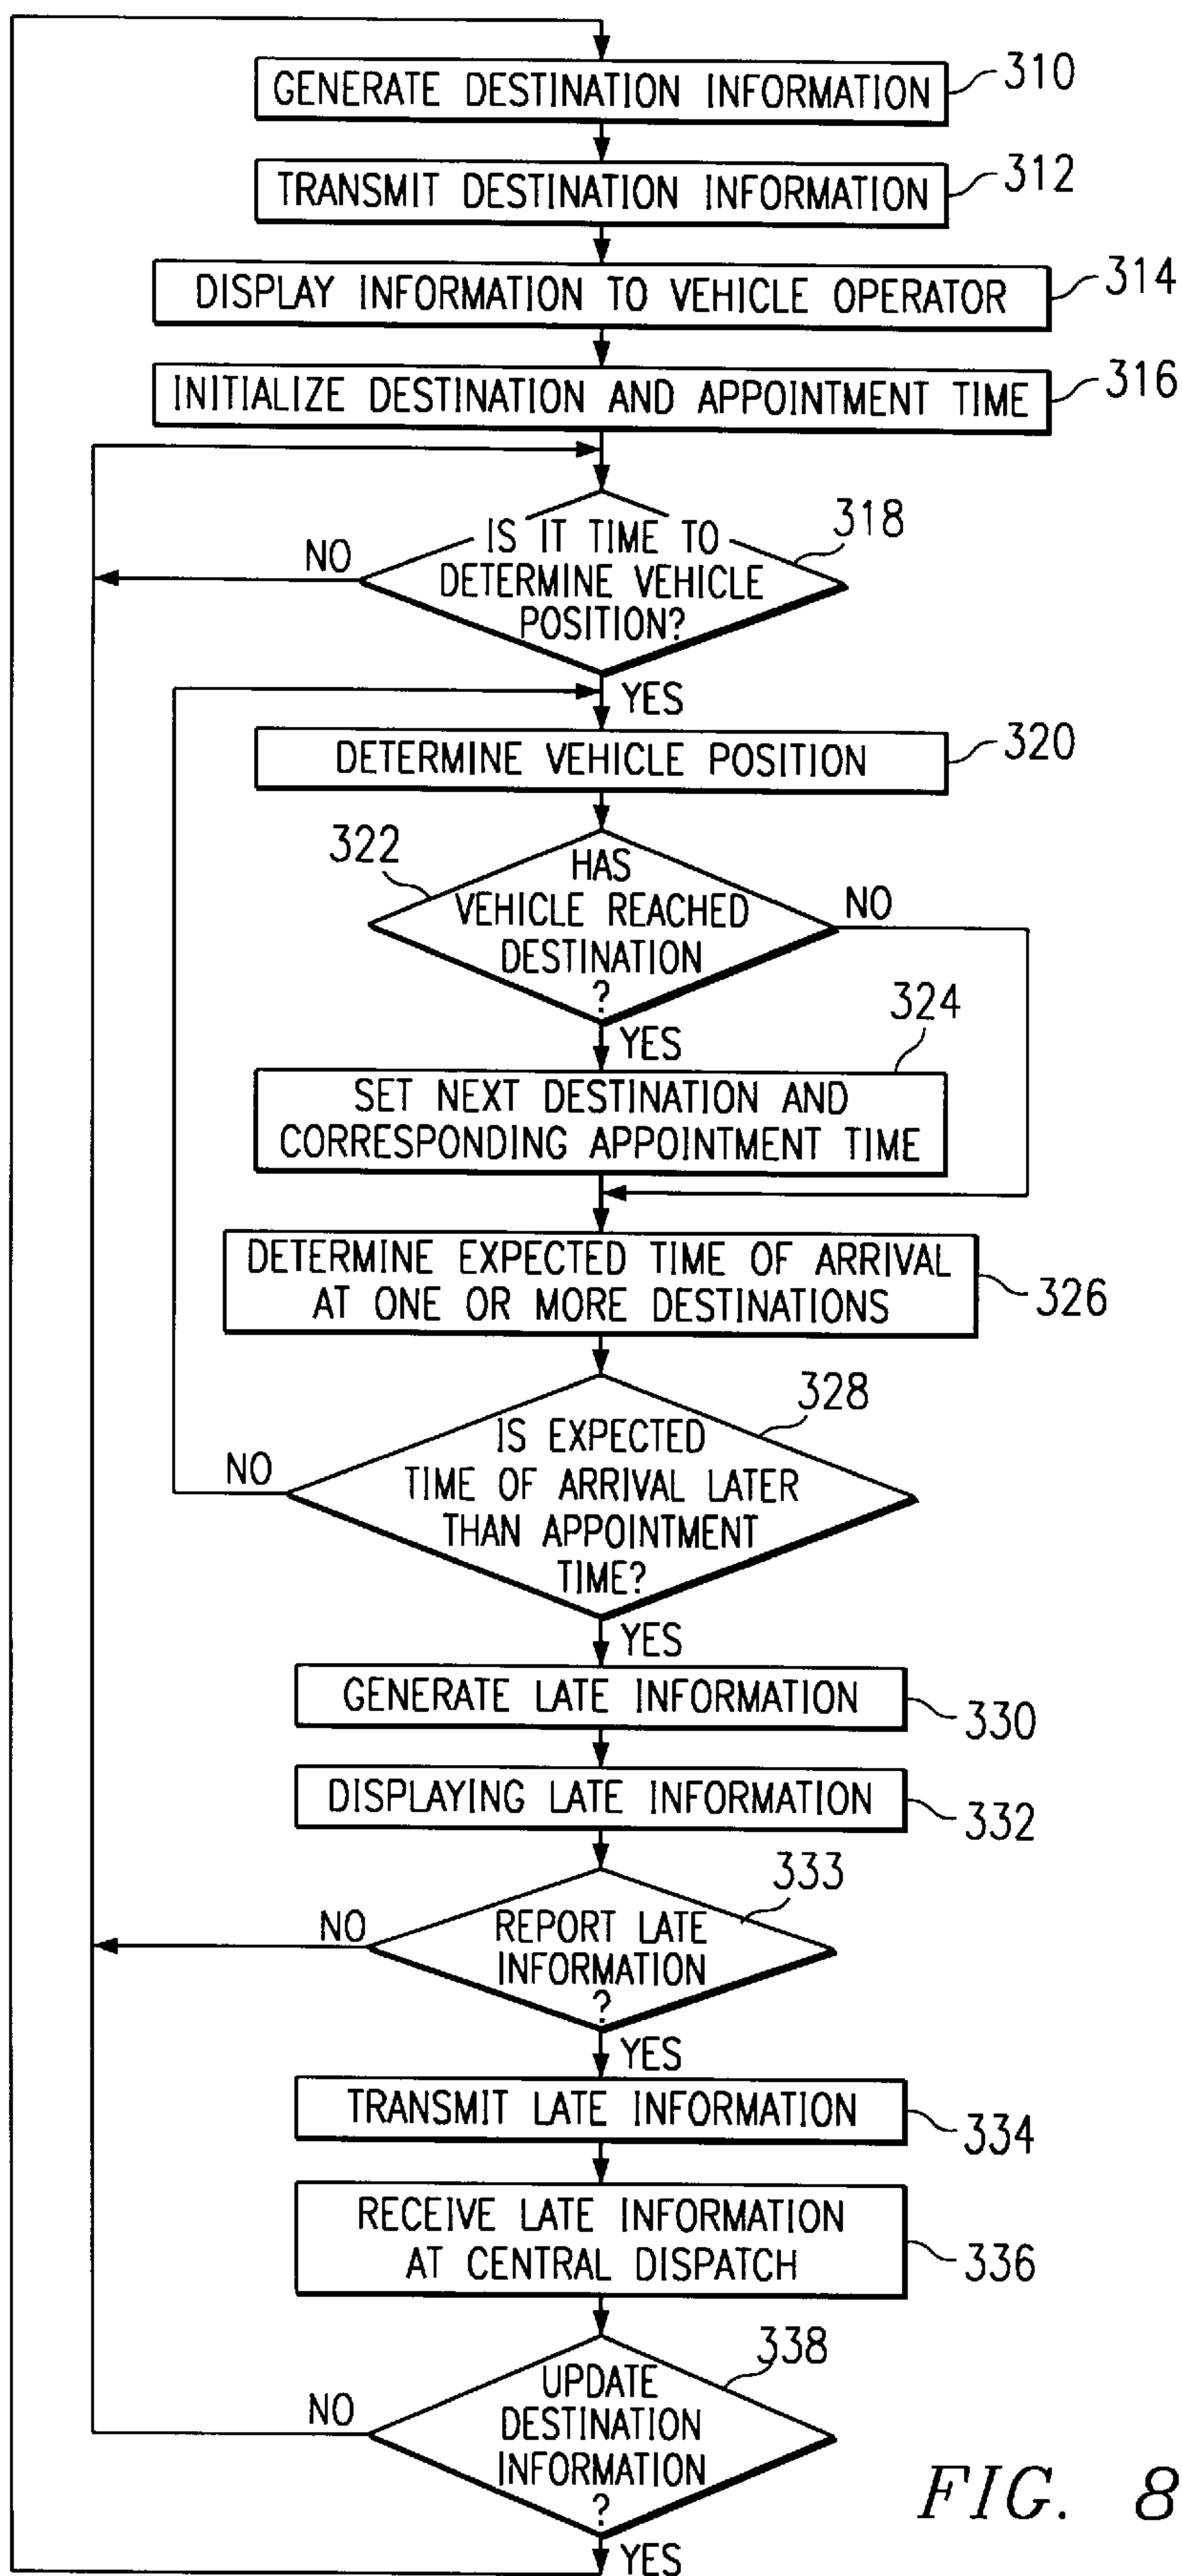 GENERATE DESTINATION INFORMATION
310
TRANSMIT DESTINATION INFORMATION
312
DISPLAY INFORMATION TO VEHICLE OPERATOR
314
INITIALIZE DESTINATION AND APPOINTMENT TIME
316
IS IT TIME TO
DETERMINE VEHICLE
POSITION?
318
NO
YES
DETERMINE VEHICLE POSITION
320
322
HAS
VEHICLE REACHED
DESTINATION
?
NO
YES
324
SET NEXT DESTINATION AND
CORRESPONDING APPOINTMENT TIME
DETERMINE EXPECTED TIME OF ARRIVAL
AT ONE OR MORE DESTINATIONS
326
328
IS EXPECTED
TIME OF ARRIVAL LATER
THAN APPOINTMENT
TIME?
NO
YES
GENERATE LATE INFORMATION
330
DISPLAYING LATE INFORMATION
332
333
REPORT LATE
INFORMATION
?
NO
YES
TRANSMIT LATE INFORMATION
334
RECEIVE LATE INFORMATION
AT CENTRAL DISPATCH
336
338
UPDATE
DESTINATION
INFORMATION
?
NO
YES
FIG. 8